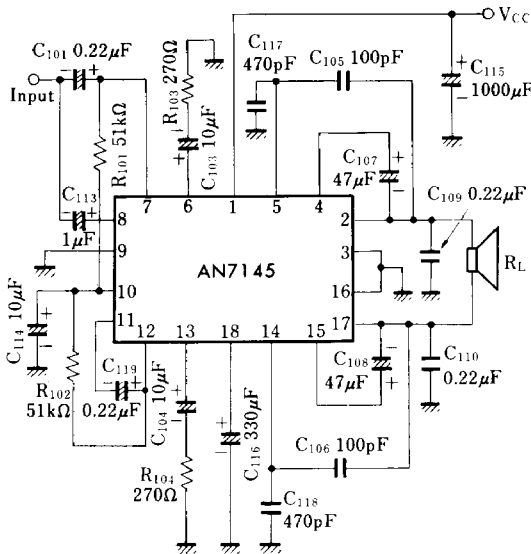 VCC
C101 0.22μF
Input
R103 270Ω
C103 10μF
C117
470pF
C105 100pF
C115
1000μF
R101 51kΩ
C107
47μF
C109 0.22μF
C113
1μF
7 6 1 5 4
8
9
10
11
2
3
16
17
AN7145
RL
12 13 18 14 15
C114 10μF
R102
51kΩ
C119
0.22μF
C104 10μF
R104
270Ω
C116 330μF
C108
47μF
C110
0.22μF
C106 100pF
C118
470pF